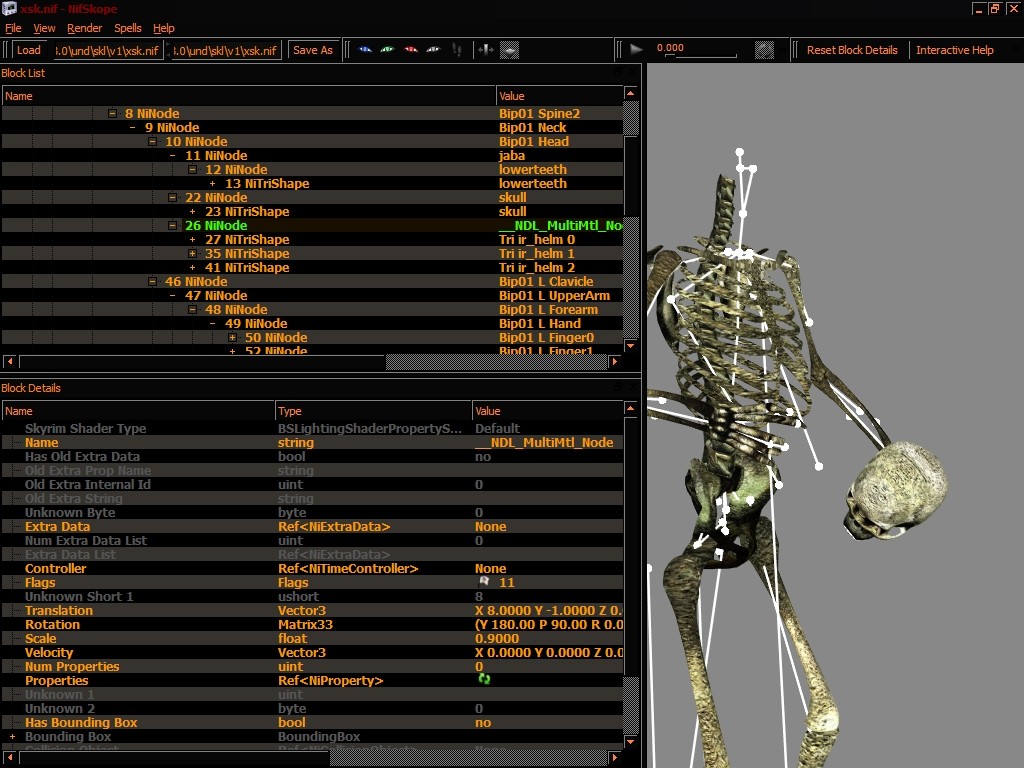 xsk.nif - NifSkope
File View Render Spells Help
Load 3.0\und\skl\v1\xsk.nif 3.0\und\skl\v1\xsk.nif Save As 0.000 Reset Block Details Interactive Help
Block List
Name Value
8 NiNode Bip01 Spine2
9 NiNode Bip01 Neck
10 NiNode Bip01 Head
11 NiNode jaba
12 NiNode lowerteeth
13 NiTriShape lowerteeth
22 NiNode skull
23 NiTriShape skull
26 NiNode __NDL_MultiMtl_No
27 NiTriShape Tri ir_helm 0
35 NiTriShape Tri ir_helm 1
41 NiTriShape Tri ir_helm 2
46 NiNode Bip01 L Clavicle
47 NiNode Bip01 L UpperArm
48 NiNode Bip01 L Forearm
49 NiNode Bip01 L Hand
50 NiNode Bip01 L Finger0
52 NiNode Bip01 L Finger1
Block Details
Name Type Value
Skyrim Shader Type BSLightingShaderPropertyS... Default
Name string __NDL_MultiMtl_Node
Has Old Extra Data bool no
Old Extra Prop Name string
Old Extra Internal Id uint 0
Old Extra String string
Unknown Byte byte 0
Extra Data Ref<NiExtraData> None
Num Extra Data List uint 0
Extra Data List Ref<NiExtraData>
Controller Ref<NiTimeController> None
Flags Flags 11
Unknown Short 1 ushort 8
Translation Vector3 X 8.0000 Y -1.0000 Z 0.
Rotation Matrix33 (Y 180.00 P 90.00 R 0.0
Scale float 0.9000
Velocity Vector3 X 0.0000 Y 0.0000 Z 0.0
Num Properties uint 0
Properties Ref<NiProperty>
Unknown 1 uint
Unknown 2 byte 0
Has Bounding Box bool no
Bounding Box BoundingBox
Collision Object Ref<NiCollisionObject> None